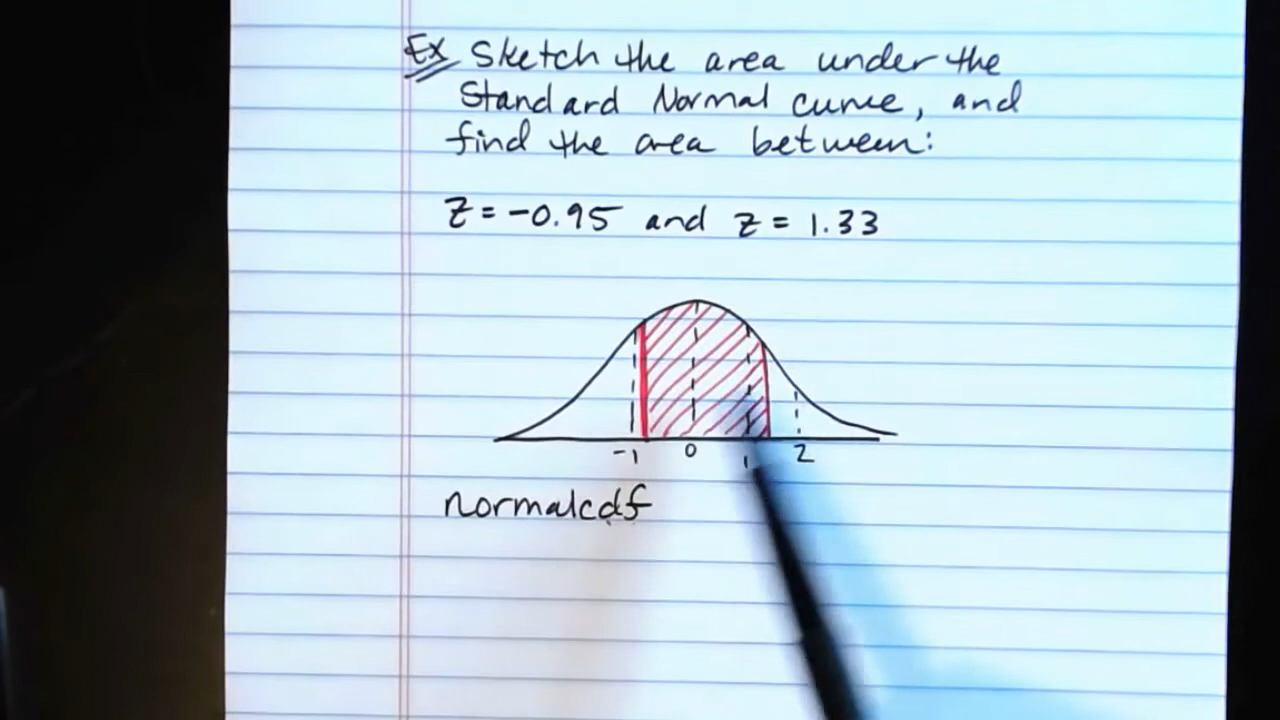 Ex Sketch the area under the
Standard Normal curve, and
find the area between:
z = -0.95 and z = 1.33
-1 0 1 2
normalcdf